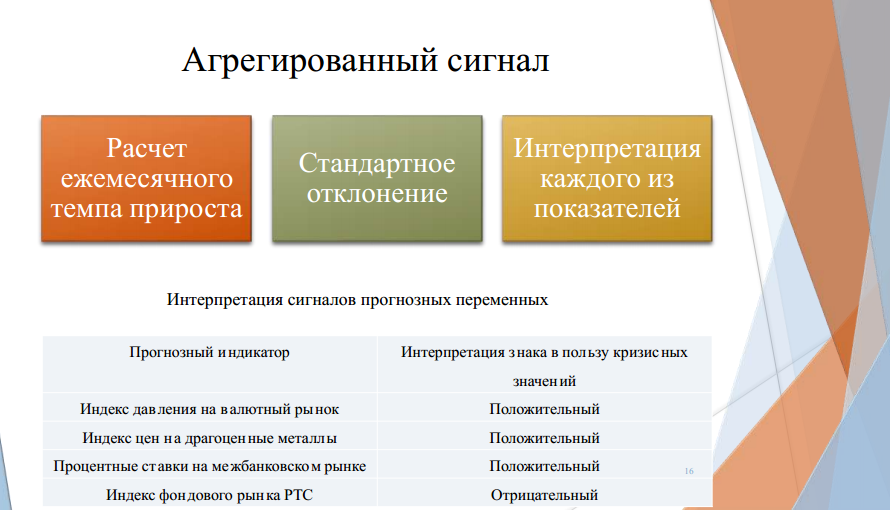 Агрегированный сигнал
Расчет
ежемесячного
темпа прироста
Стандартное
отклонение
Интерпретация
каждого из
показателей
Интерпретация сигналов прогнозных переменных
Прогнозный индикатор
Интерпретация знака в пользу кризисных
значений
Индекс давления на валютный рынок
Положительный
Индекс цен на драгоценные металлы
Положительный
Процентные ставки на межбанковском рынке
Положительный
16
Индекс фондового рынка РТС
Отрицательный